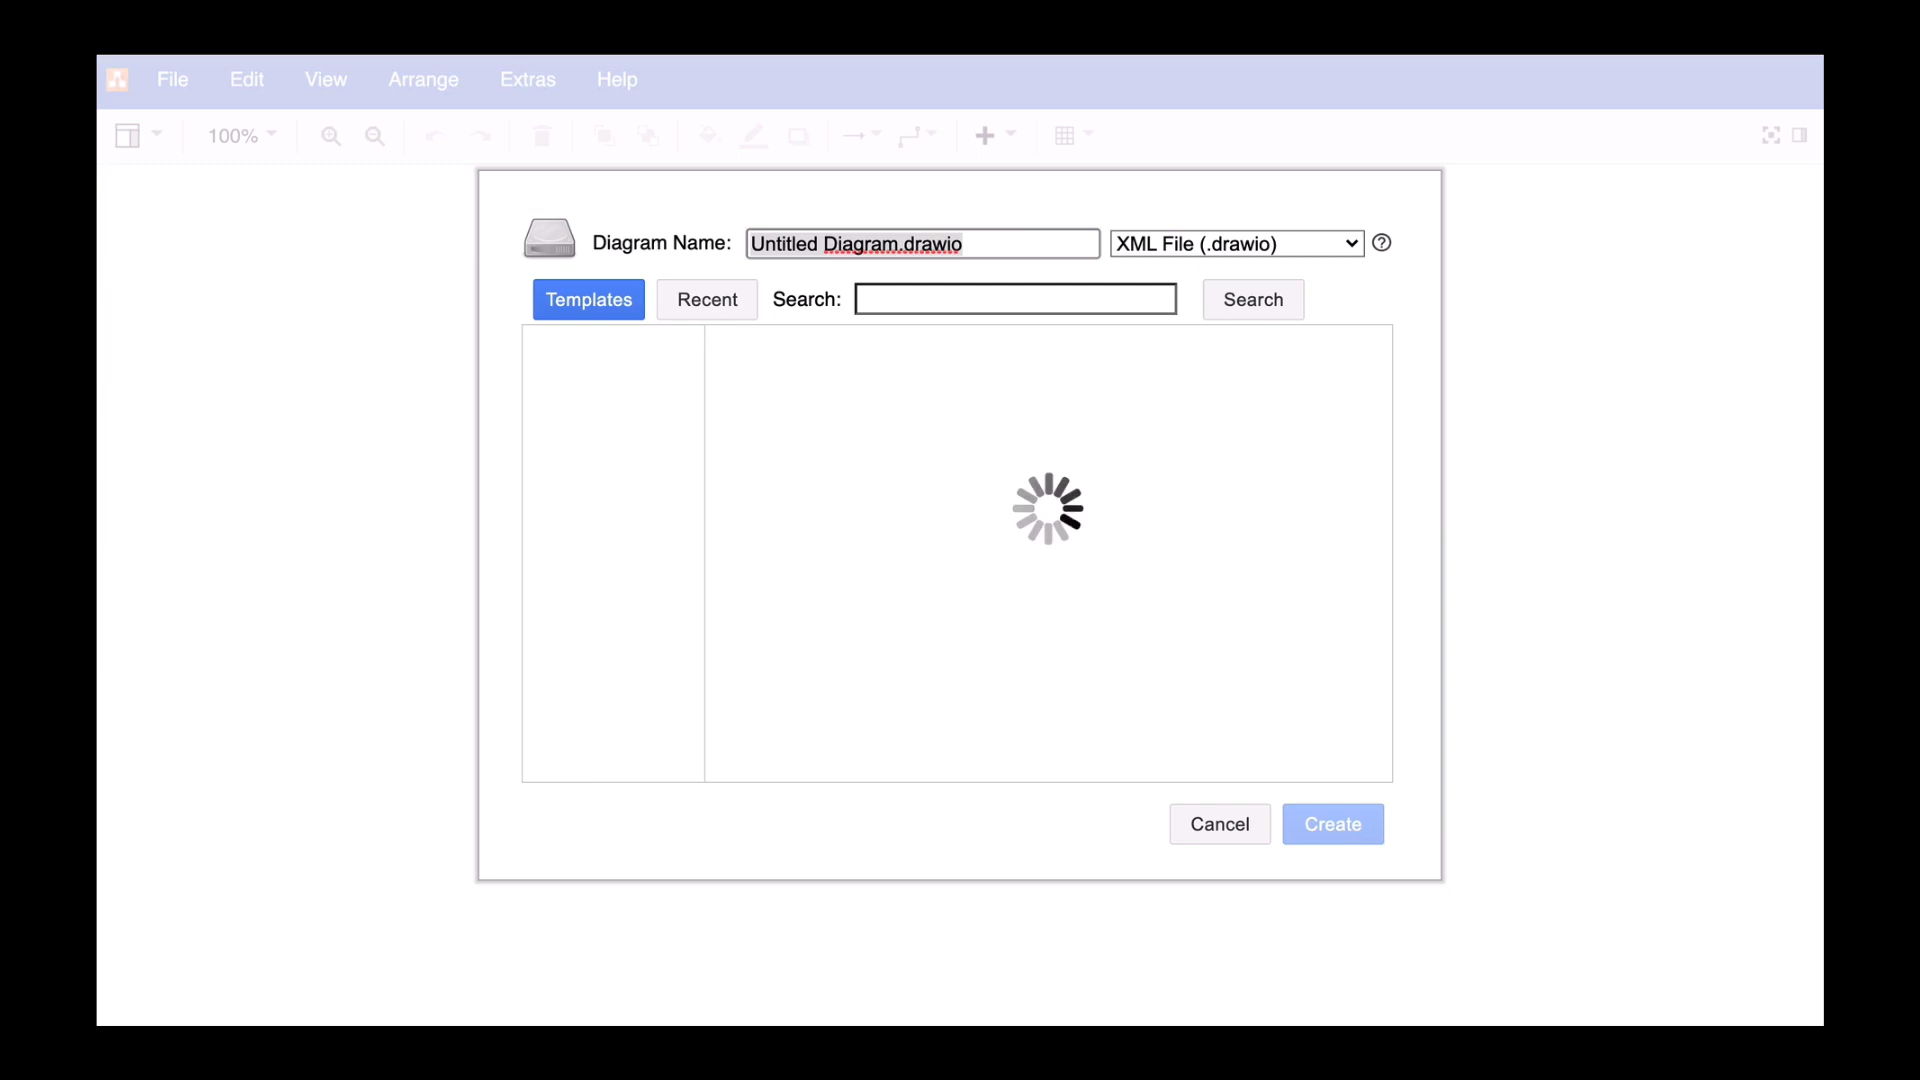 File Edit View Arrange Extras Help
100%
Diagram Name: Untitled Diagram.drawio XML File (.drawio)
Templates Recent Search: Search
Cancel Create